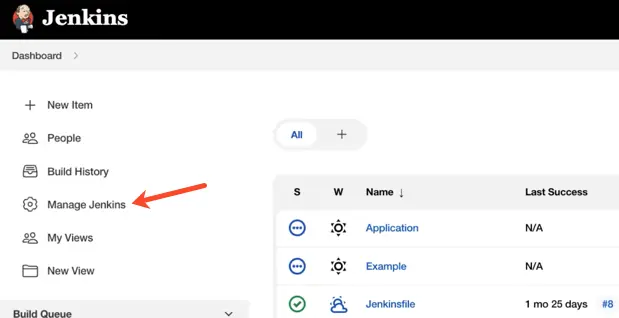 Jenkins
Dashboard
New Item
People
Build History
Manage Jenkins
My Views
New View
Build Queue
All +
S W Name ↓ Last Success
Application N/A
Example N/A
Jenkinsfile 1 mo 25 days #8